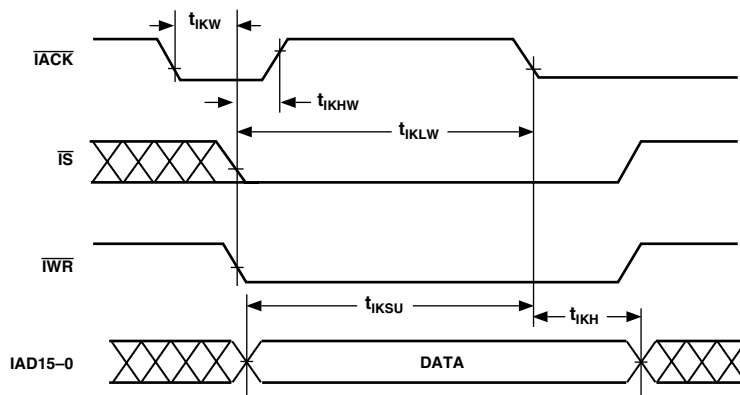 tIKW
IACK
tIKHW
tIKLW
IS
IWR
tIKSU
tIKH
IAD15–0
DATA